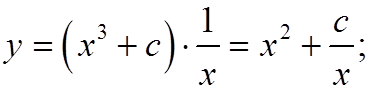 y = (x³ + c) · 1/x = x² + c/x;